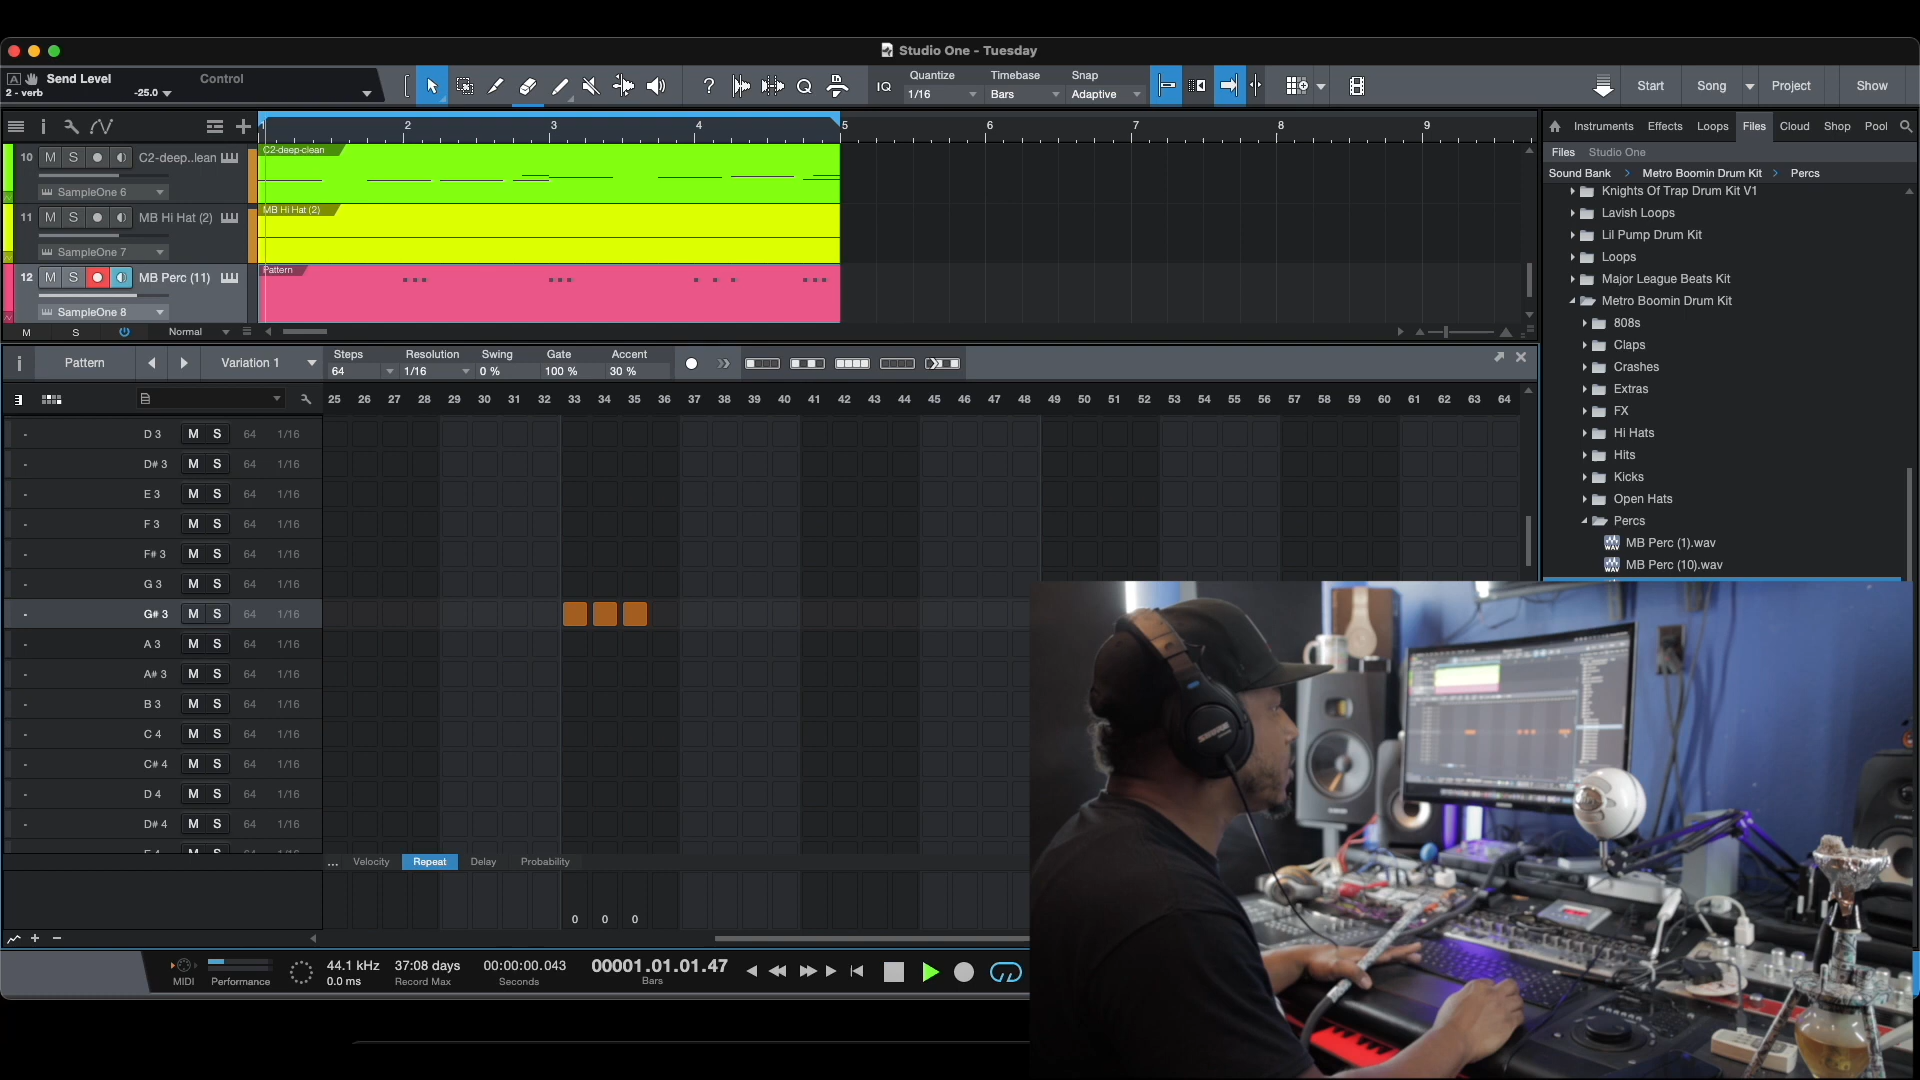 Studio One - Tuesday
A Send Level Control
2 - verb -25.0
IQ Quantize Timebase Snap
1/16 Bars Adaptive
Start Song Project Show
1 2 3 4 5 6 7 8 9
Instruments Effects Loops Files Cloud Shop Pool
Files Studio One
Sound Bank > Metro Boomin Drum Kit > Percs
10 M S C2-deep..lean
SampleOne 6
C2-deep-clean
11 M S MB Hi Hat (2)
SampleOne 7
MB Hi Hat (2)
12 M S MB Perc (11)
SampleOne 8
Pattern
M S Normal
Knights Of Trap Drum Kit V1
Lavish Loops
Lil Pump Drum Kit
Loops
Major League Beats Kit
Metro Boomin Drum Kit
808s
Claps
Crashes
Extras
FX
Hi Hats
Hits
Kicks
Open Hats
Percs
MB Perc (1).wav
MB Perc (10).wav
Pattern Variation 1
Steps Resolution Swing Gate Accent
64 1/16 0 % 100 % 30 %
25 26 27 28 29 30 31 32 33 34 35 36 37 38 39 40 41 42 43 44 45 46 47 48 49 50 51 52 53 54 55 56 57 58 59 60 61 62 63 64
- D 3 M S 64 1/16
- D# 3 M S 64 1/16
- E 3 M S 64 1/16
- F 3 M S 64 1/16
- F# 3 M S 64 1/16
- G 3 M S 64 1/16
- G# 3 M S 64 1/16
- A 3 M S 64 1/16
- A# 3 M S 64 1/16
- B 3 M S 64 1/16
- C 4 M S 64 1/16
- C# 4 M S 64 1/16
- D 4 M S 64 1/16
- D# 4 M S 64 1/16
... Velocity Repeat Delay Probability
0 0 0
MIDI Performance
44.1 kHz
0.0 ms
37:08 days
Record Max
00:00:00.043
Seconds
00001.01.01.47
Bars
SHURE